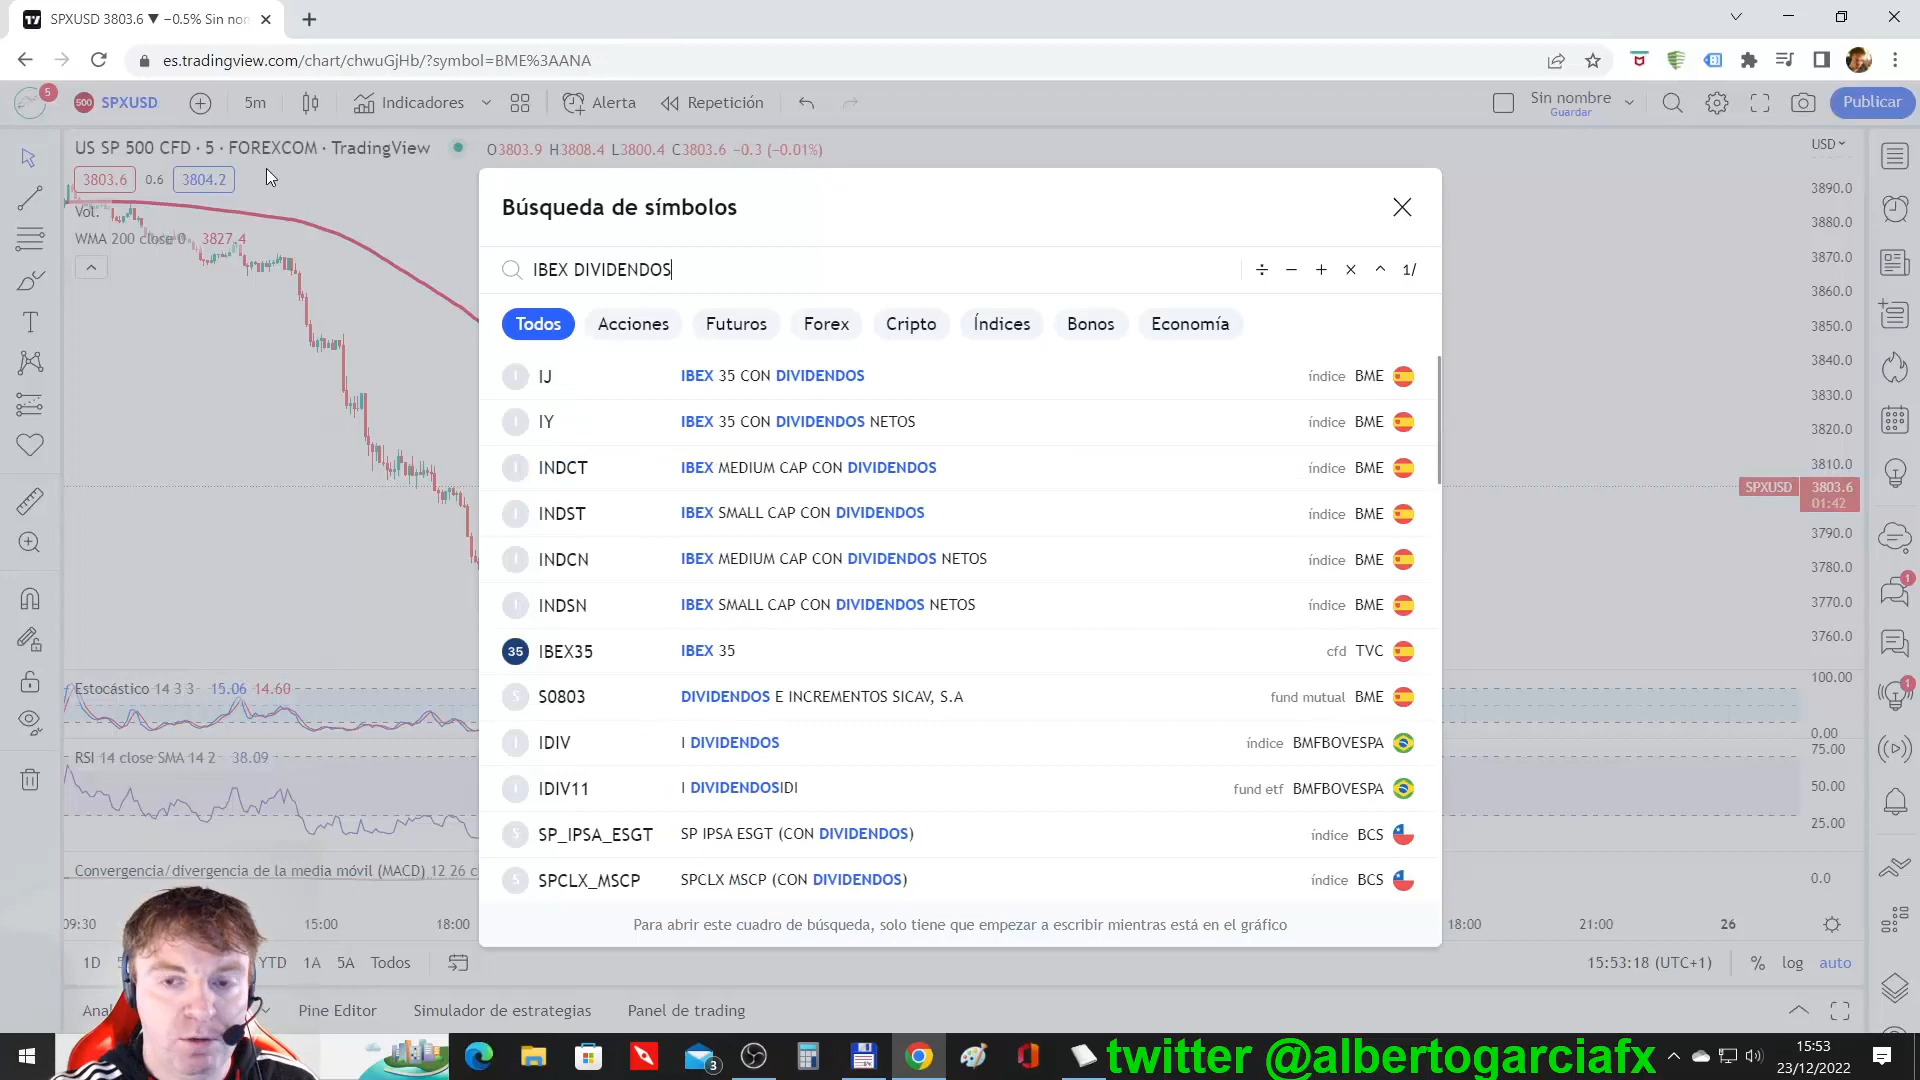 SPXUSD 3803.6 ▼ −0.5% Sin nom
es.tradingview.com/chart/chwuGjHb/?symbol=BME%3AANA
5
500 SPXUSD
5m
Indicadores
Alerta
Repetición
Sin nombre
Guardar
Publicar
US SP 500 CFD · 5 · FOREXCOM · TradingView
O3803.9 H3808.4 L3800.4 C3803.6 −0.3 (−0.01%)
3803.6 0.6 3804.2
Vol.
WMA 200 close 0 3827.4
USD
3890.0
3880.0
3870.0
3860.0
3850.0
3840.0
3830.0
3820.0
3810.0
SPXUSD 3803.6
01:42
3790.0
3780.0
3770.0
3760.0
Búsqueda de símbolos
IBEX DIVIDENDOS
÷ − + × ^ 1/
Todos Acciones Futuros Forex Cripto Índices Bonos Economía
I IJ IBEX 35 CON DIVIDENDOS índice BME
I IY IBEX 35 CON DIVIDENDOS NETOS índice BME
I INDCT IBEX MEDIUM CAP CON DIVIDENDOS índice BME
I INDST IBEX SMALL CAP CON DIVIDENDOS índice BME
I INDCN IBEX MEDIUM CAP CON DIVIDENDOS NETOS índice BME
I INDSN IBEX SMALL CAP CON DIVIDENDOS NETOS índice BME
35 IBEX35 IBEX 35 cfd TVC
S S0803 DIVIDENDOS E INCREMENTOS SICAV, S.A fund mutual BME
I IDIV I DIVIDENDOS índice BMFBOVESPA
I IDIV11 I DIVIDENDOSIDI fund etf BMFBOVESPA
S SP_IPSA_ESGT SP IPSA ESGT (CON DIVIDENDOS) índice BCS
S SPCLX_MSCP SPCLX MSCP (CON DIVIDENDOS) índice BCS
Para abrir este cuadro de búsqueda, solo tiene que empezar a escribir mientras está en el gráfico
Estocástico 14 3 3 15.06 14.60
100.00
0.00
RSI 14 close SMA 14 2 38.09
75.00
50.00
25.00
Convergencia/divergencia de la media móvil (MACD) 12 26 c
0.0
09:30 15:00 18:00 18:00 21:00 26
1D 5 YTD 1A 5A Todos
15:53:18 (UTC+1) % log auto
Anal
Pine Editor Simulador de estrategias Panel de trading
1
1
3
twitter @albertogarciafx
15:53
23/12/2022